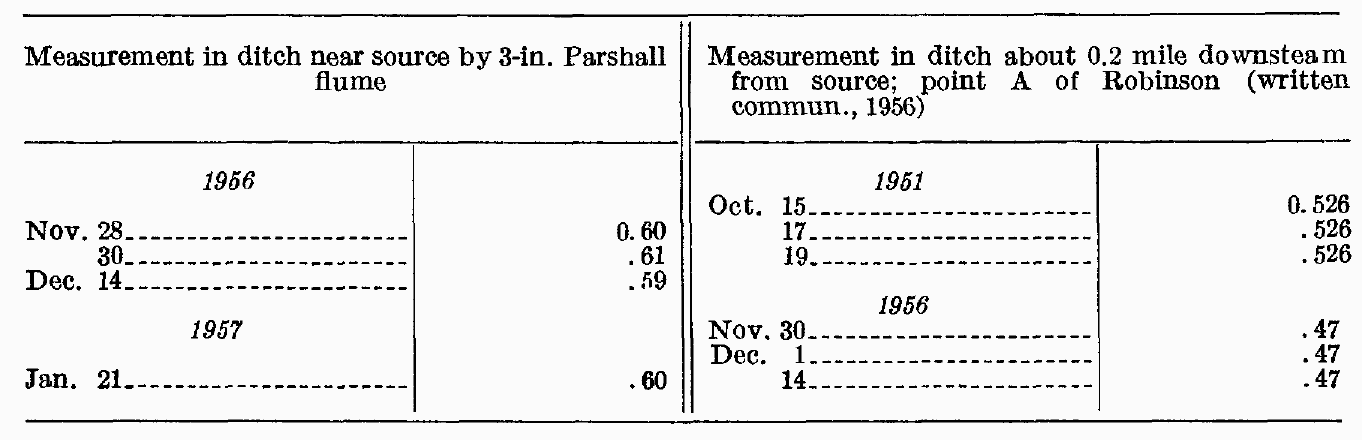 Measurement in ditch near source by 3-in. Parshall
flume
1956
Nov. 28 0.60
30 .61
Dec. 14 .59
1957
Jan. 21 .60
Measurement in ditch about 0.2 mile downsteam
from source; point A of Robinson (written
commun., 1956)
1951
Oct. 15 0.526
17 .526
19 .526
1956
Nov. 30 .47
Dec. 1 .47
14 .47